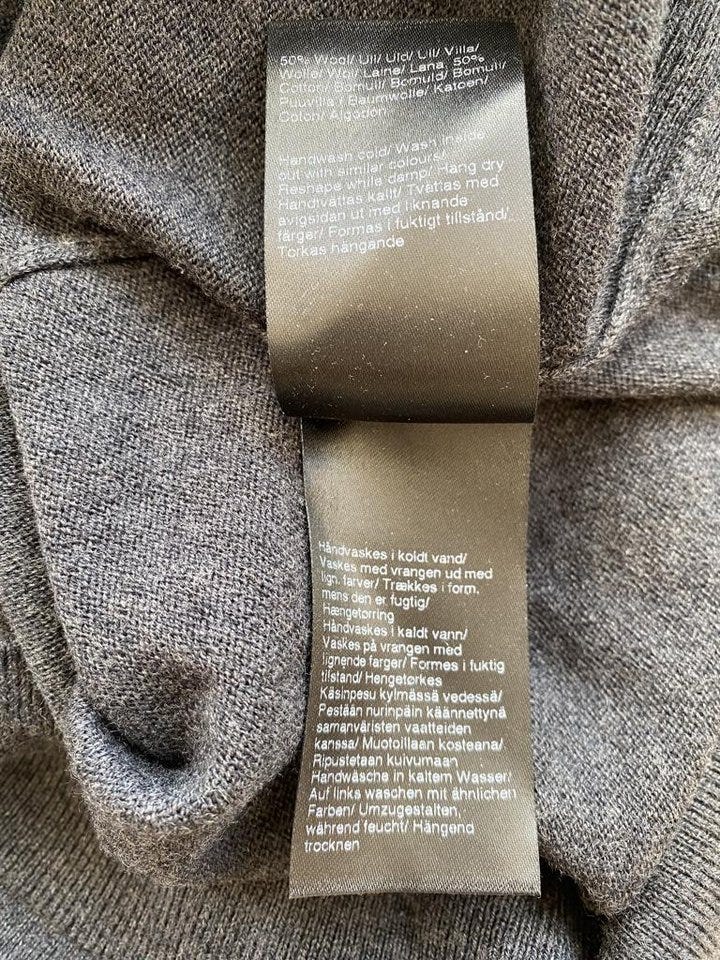 50% Wool/ Ull/ Uld/ Ull/ Villa/
Wolle/ Wol/ Laine/ Lana, 50%
Cotton/ Bomull/ Bomuld/ Bomull/
Puuvilla / Baumwolle/ Katoen/
Coton/ Algodon
Handwash cold/ Wash inside
out with similar colours/
Reshape while damp/ Hang dry
Handtvättas kallt/ Tvättas med
avigsidan ut med liknande
färger/ Formas i fuktigt tillstånd/
Torkas hängande
Håndvaskes i koldt vand/
Vaskes med vrangen ud med
lign. farver/ Trækkes i form,
mens den er fugtig/
Hængetørring
Håndvaskes i kaldt vann/
Vaskes på vrangen med
lignende farger/ Formes i fuktig
tilstand/ Hengetørkes
Käsinpesu kylmässä vedessä/
Pestään nurinpäin käännettynä
samanväristen vaatteiden
kanssa/ Muotoillaan kosteana/
Ripustetaan kuivumaan
Handwäsche in kaltem Wasser/
Auf links waschen mit ähnlichen
Farben/ Umzugestalten,
während feucht/ Hängend
trocknen